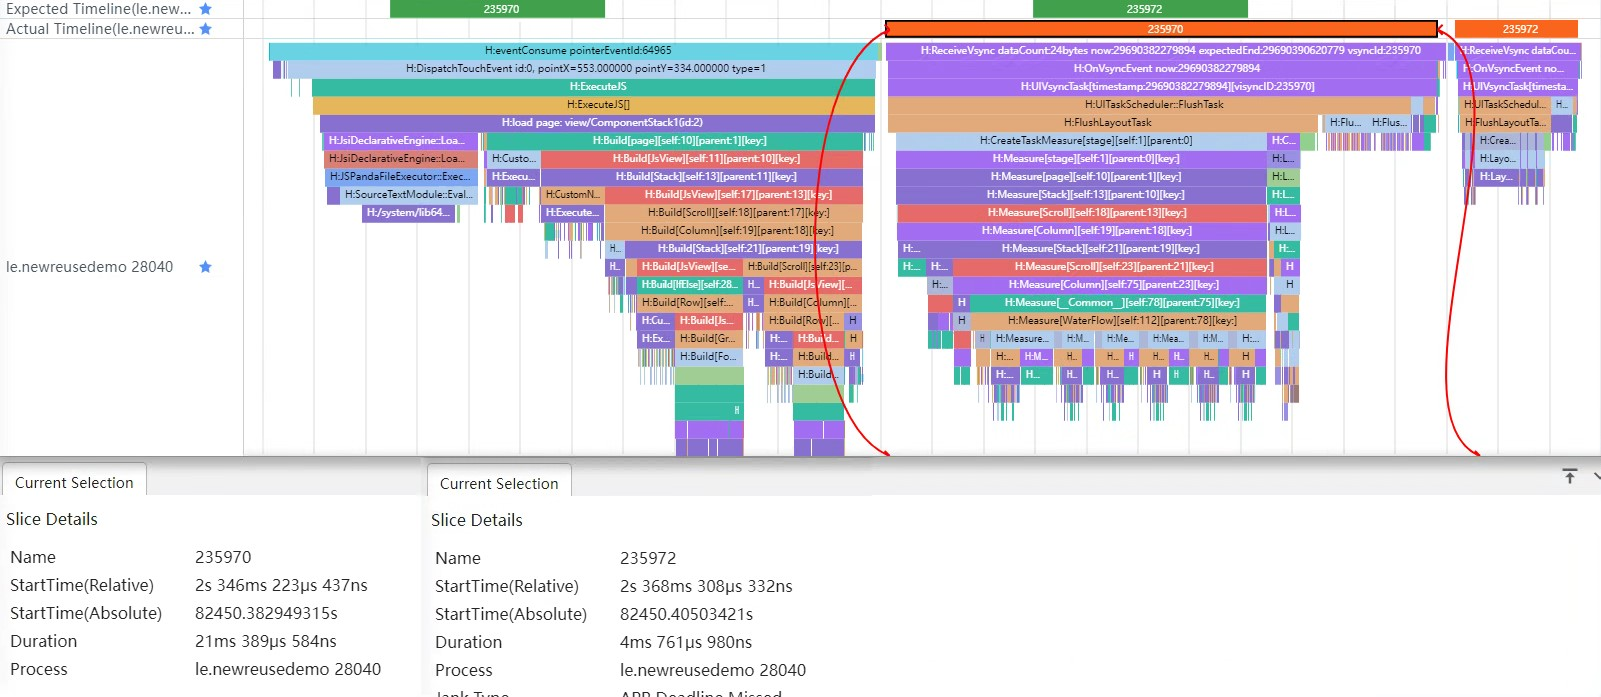 Expected Timeline(le.new...
235970
235972
Actual Timeline(le.newreu...
235970
235972
H:eventConsume pointerEventId:64965
H:ReceiveVsync dataCount:24bytes now:29690382279894 expectedEnd:29690390620779 vsyncId:235970
H:ReceiveVsync dataCou...
H:DispatchTouchEvent id:0, pointX=553.000000 pointY=334.000000 type=1
H:OnVsyncEvent now:29690382279894
H:OnVsyncEvent no...
H:ExecuteJS
H:UIVsyncTask[timestamp:29690382279894][vsyncID:235970]
H:UIVsyncTask[timesta...
H:ExecuteJS[]
H:UITaskScheduler::FlushTask
H:UITaskSchedul...
H...
H:load page: view/ComponentStack1(id:2)
H:FlushLayoutTask
H:Flu...
H:Flus...
H:FlushLayoutTa...
H:JsiDeclarativeEngine::Loa...
H:Build[page][self:10][parent:1][key:]
H:CreateTaskMeasure[stage][self:1][parent:0]
H:C...
H:Crea...
H:JsiDeclarativeEngine::Loa...
H:Custo...
H:Build[JsView][self:11][parent:10][key:]
H:Measure[stage][self:1][parent:0][key:]
H:L...
H:Layo...
H:JSPandaFileExecutor::Exec...
H:Execu...
H:Build[Stack][self:13][parent:11][key:]
H:Measure[page][self:10][parent:1][key:]
H:L...
H:Lay...
H:SourceTextModule::Eval...
H:CustomN...
H:Build[JsView][self:17][parent:13][key:]
H:Measure[Stack][self:13][parent:10][key:]
H:L...
H:/system/lib64...
H:Execute...
H:Build[Scroll][self:18][parent:17][key:]
H:Measure[Scroll][self:18][parent:13][key:]
H:L...
H:Build[Column][self:19][parent:18][key:]
H:Measure[Column][self:19][parent:18][key:]
H:L...
H...
H:Build[Stack][self:21][parent:19][key:]
H:...
H:Measure[Stack][self:21][parent:19][key:]
H:...
le.newreusedemo 28040
H...
H:Build[JsView][se...
H:Build[Scroll][self:23][p...
H:...
H:...
H:Measure[Scroll][self:23][parent:21][key:]
H
H:Build[IfElse][self:28...
H...
H:Build[JsView][...
H:...
H:Measure[Column][self:75][parent:23][key:]
H
H:Build[Row][self:...
H...
H:Build[Column][...
H
H:Measure[__Common__][self:78][parent:75][key:]
H:Cu...
H:Build[Js...
H:Build[Row][...
H
H
H:Measure[WaterFlow][self:112][parent:78][key:]
H:Ex...
H:Build[Gr...
H:...
H:Build...
H
H
H:Measure...
H:M...
H:Me...
H:Mea...
H:M...
H:...
H:Build[Fo...
H:...
H:Build...
H
H:...
H:M...
H...
H...
H
H...
H...
H...
H
H:Build...
H:...
H:...
H...
H...
H
H
H...
H
H
Current Selection
Slice Details
Name 235970
StartTime(Relative) 2s 346ms 223μs 437ns
StartTime(Absolute) 82450.382949315s
Duration 21ms 389μs 584ns
Process le.newreusedemo 28040
Current Selection
Slice Details
Name 235972
StartTime(Relative) 2s 368ms 308μs 332ns
StartTime(Absolute) 82450.40503421s
Duration 4ms 761μs 980ns
Process le.newreusedemo 28040
Jank Type APP Deadline Missed